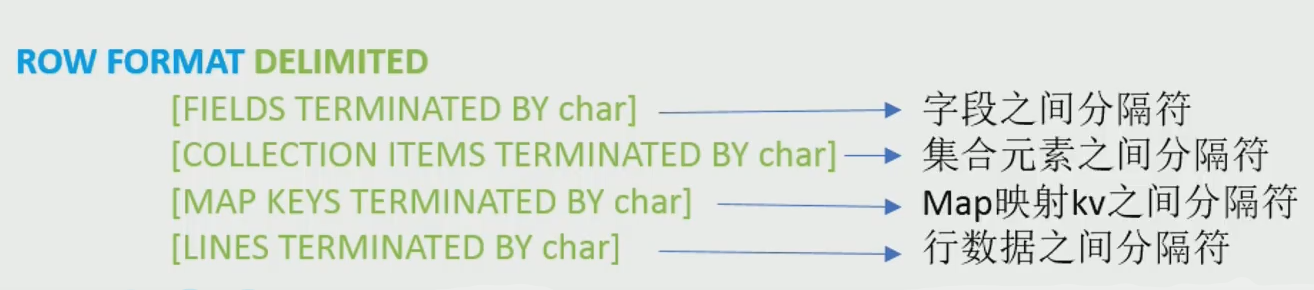 ROW FORMAT DELIMITED
[FIELDS TERMINATED BY char] 字段之间分隔符
[COLLECTION ITEMS TERMINATED BY char] 集合元素之间分隔符
[MAP KEYS TERMINATED BY char] Map映射kv之间分隔符
[LINES TERMINATED BY char] 行数据之间分隔符